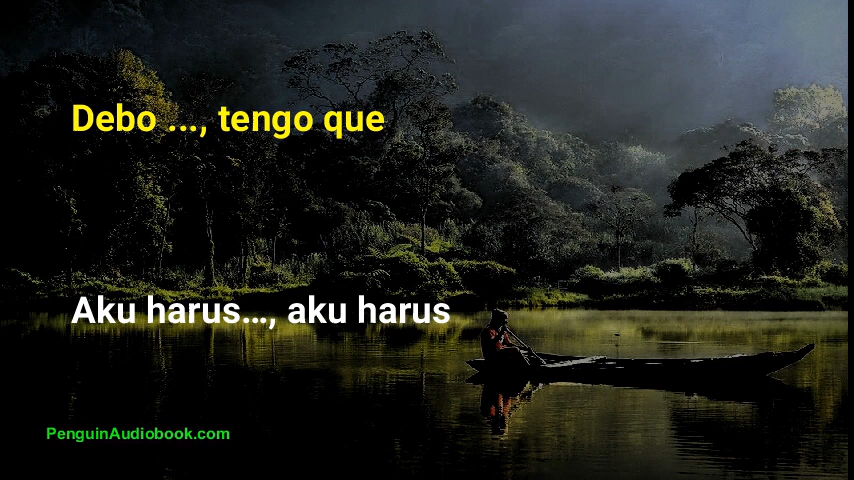 Debo ..., tengo que
Aku harus..., aku harus
PenguinAudiobook.com